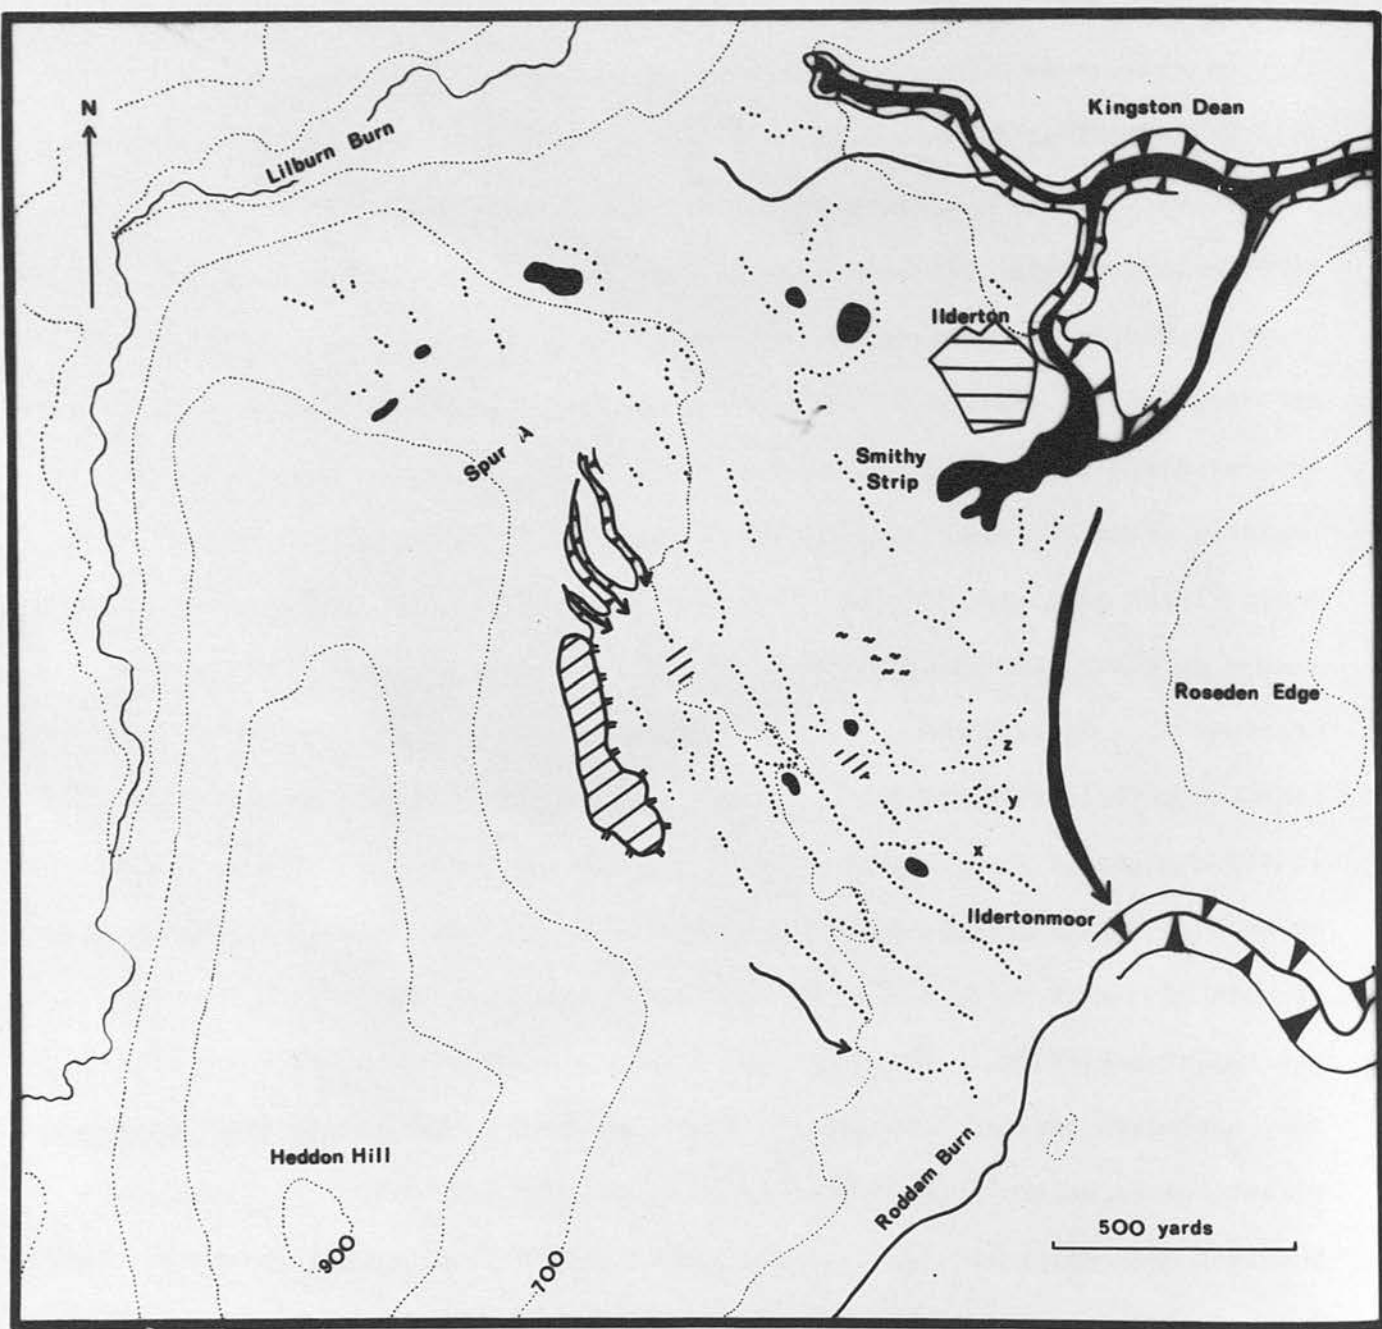 N
Kingston Dean
Lilburn Burn
Ilderton
Smithy
Strip
Spur A
Roseden Edge
z
y
x
Ildertonmoor
Heddon Hill
Roddam Burn
500 yards
900
700